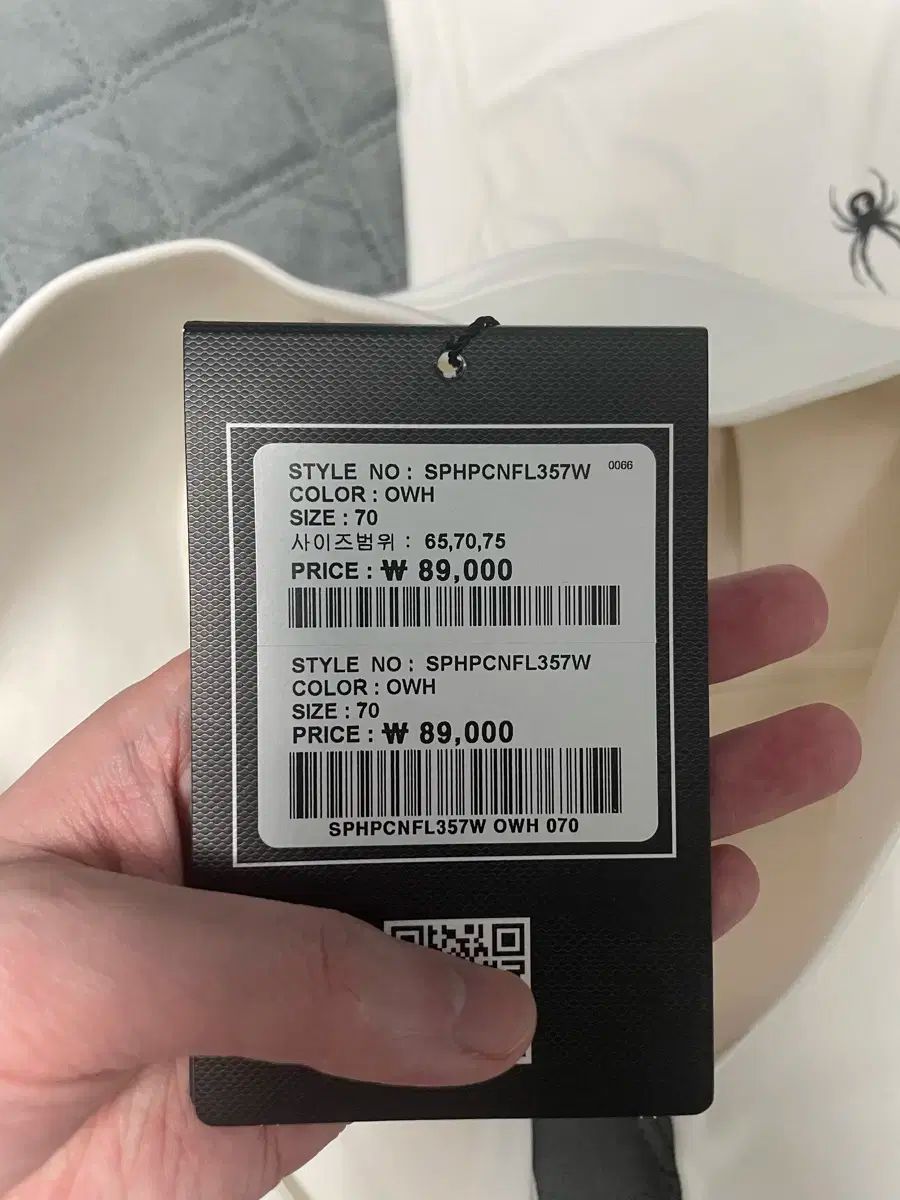 STYLE NO : SPHPCNFL357W 0066
COLOR : OWH
SIZE : 70
사이즈범위 : 65,70,75
PRICE : ₩ 89,000
STYLE NO : SPHPCNFL357W
COLOR : OWH
SIZE : 70
PRICE : ₩ 89,000
SPHPCNFL357W OWH 070